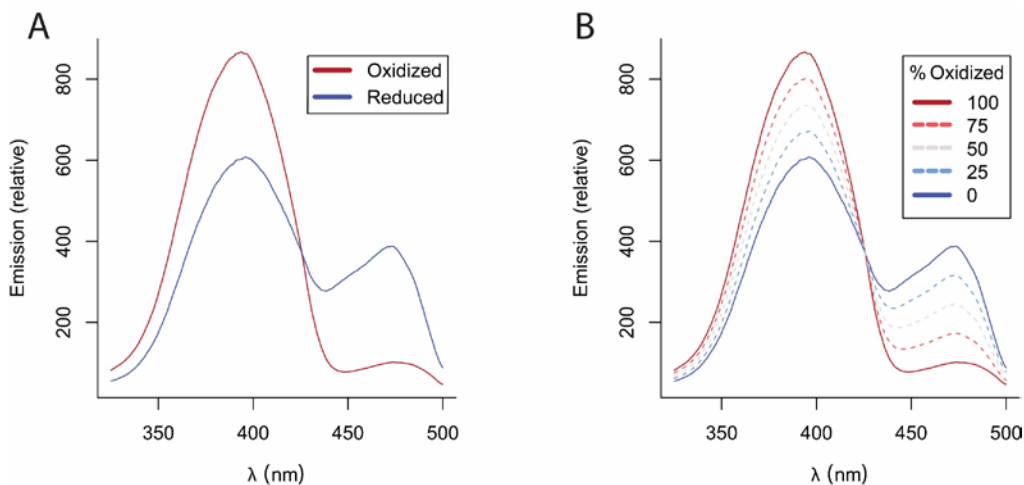 A
Emission (relative)
800
600
400
200
Oxidized
Reduced
350 400 450 500
λ (nm)
B
Emission (relative)
800
600
400
200
% Oxidized
100
75
50
25
0
350 400 450 500
λ (nm)